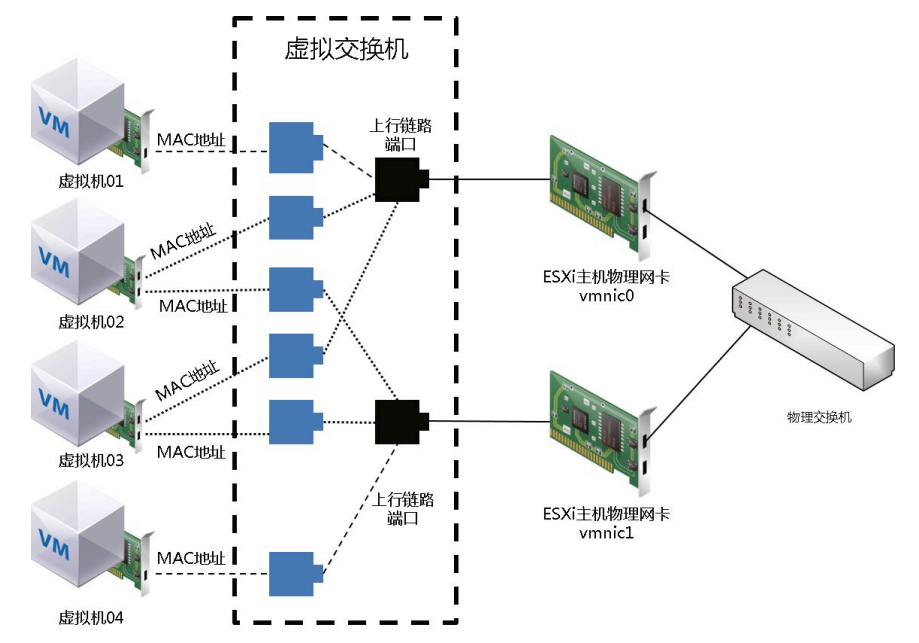 虚拟交换机
VM
MAC地址
虚拟机01
上行链路
端口
VM
MAC地址
MAC地址
虚拟机02
ESXi主机物理网卡
vmnic0
VM
MAC地址
MAC地址
虚拟机03
物理交换机
VM
MAC地址
虚拟机04
上行链路
端口
ESXi主机物理网卡
vmnic1